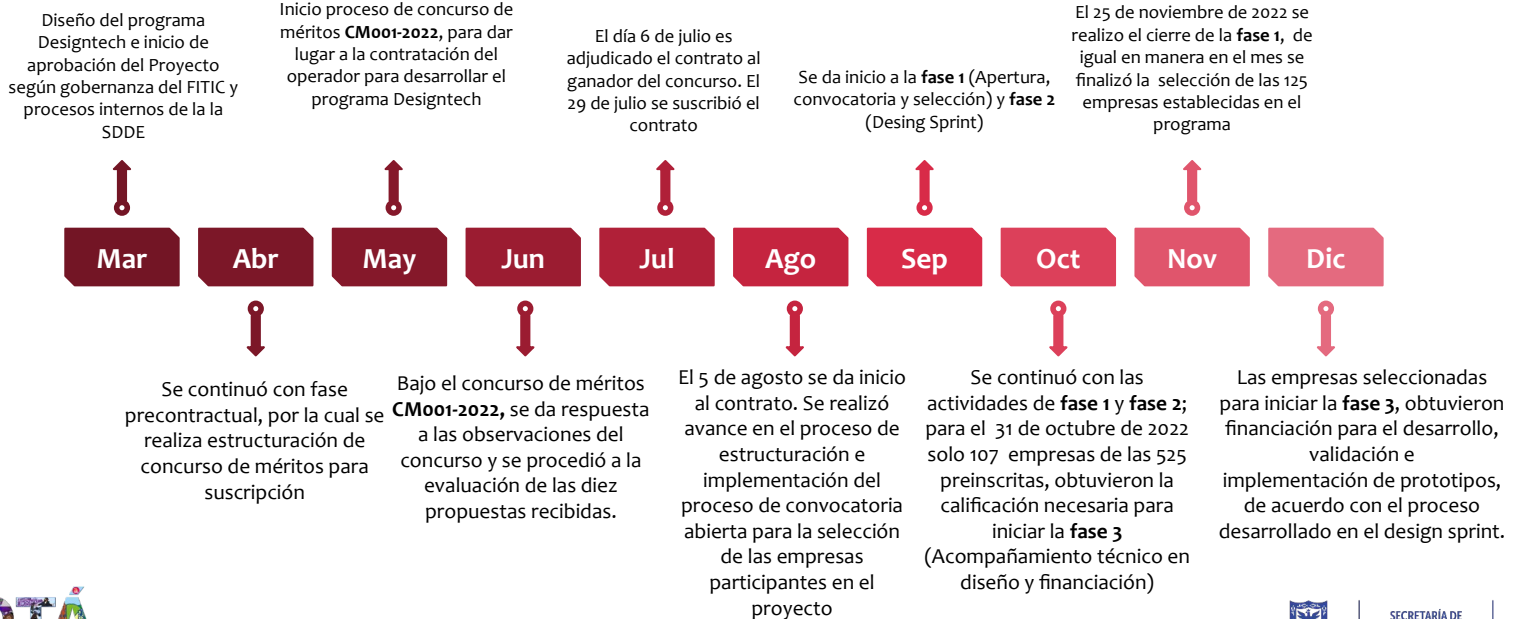 Diseño del programa
Designtech e inicio de
aprobación del Proyecto
según gobernanza del FITIC y
procesos internos de la la
SDDE
Inicio proceso de concurso de
méritos CM001-2022, para dar
lugar a la contratación del
operador para desarrollar el
programa Designtech
El día 6 de julio es
adjudicado el contrato al
ganador del concurso. El
29 de julio se suscribió el
contrato
Se da inicio a la fase 1 (Apertura,
convocatoria y selección) y fase 2
(Desing Sprint)
El 25 de noviembre de 2022 se
realizo el cierre de la fase 1, de
igual en manera en el mes se
finalizó la selección de las 125
empresas establecidas en el
programa
Mar
Abr
May
Jun
Jul
Ago
Sep
Oct
Nov
Dic
Se continuó con fase
precontractual, por la cual se
realiza estructuración de
concurso de méritos para
suscripción
Bajo el concurso de méritos
CM001-2022, se da respuesta
a las observaciones del
concurso y se procedió a la
evaluación de las diez
propuestas recibidas.
El 5 de agosto se da inicio
al contrato. Se realizó
avance en el proceso de
estructuración e
implementación del
proceso de convocatoria
abierta para la selección
de las empresas
participantes en el
proyecto
Se continuó con las
actividades de fase 1 y fase 2;
para el 31 de octubre de 2022
solo 107 empresas de las 525
preinscritas, obtuvieron la
calificación necesaria para
iniciar la fase 3
(Acompañamiento técnico en
diseño y financiación)
Las empresas seleccionadas
para iniciar la fase 3, obtuvieron
financiación para el desarrollo,
validación e
implementación de prototipos,
de acuerdo con el proceso
desarrollado en el design sprint.
OTÁ
SECRETARÍA DE